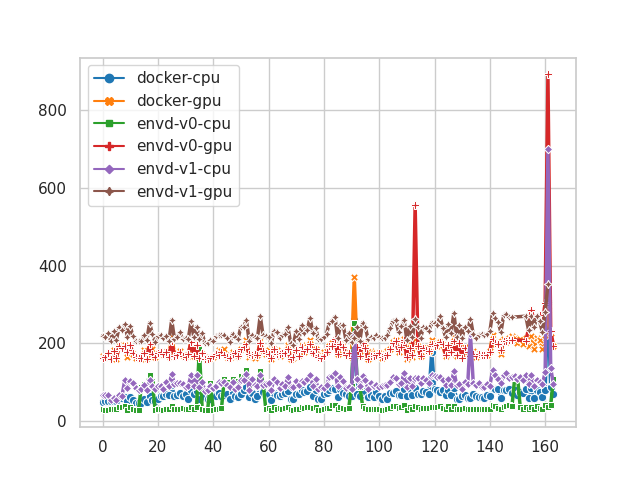 docker-cpu
docker-gpu
envd-v0-cpu
envd-v0-gpu
envd-v1-cpu
envd-v1-gpu
800
600
400
200
0
0 20 40 60 80 100 120 140 160